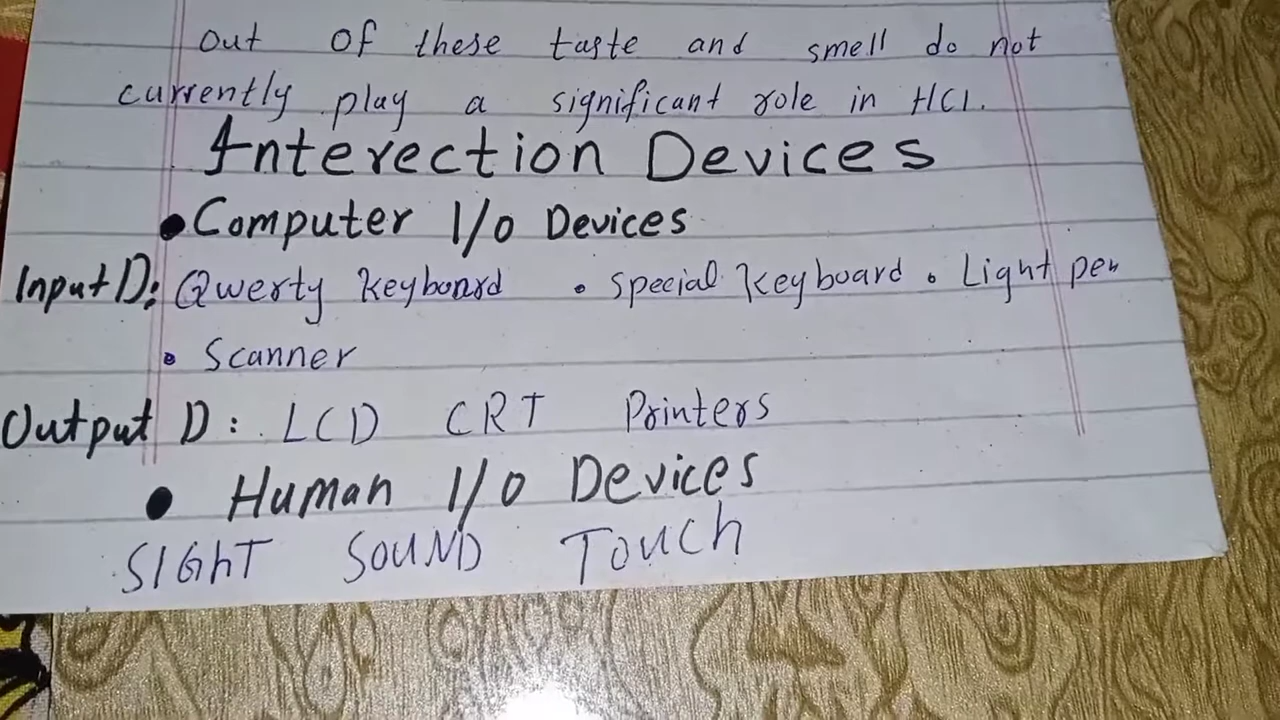 Out of these taste and smell do not
currently play a significant role in HCI.
Interection Devices
• Computer I/o Devices
Input D: Qwerty Keyboard • Special Keyboard • Light pen
• Scanner
Output D: LCD CRT Printers
• Human I/o Devices
SIGhT SOUND Touch